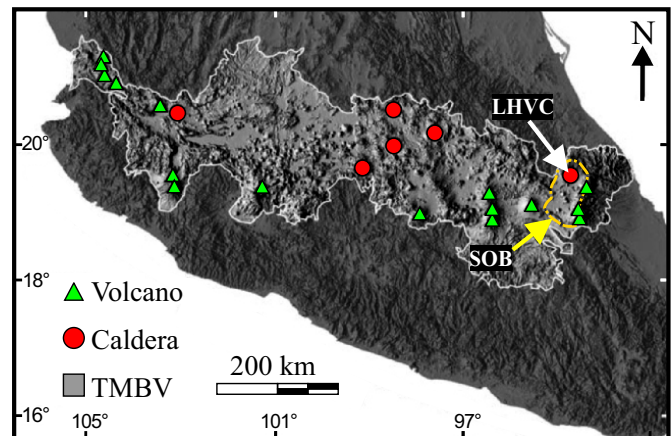 N
LHVC
20°
SOB
18°
Volcano
Caldera
200 km
TMBV
16°
105° 101° 97°